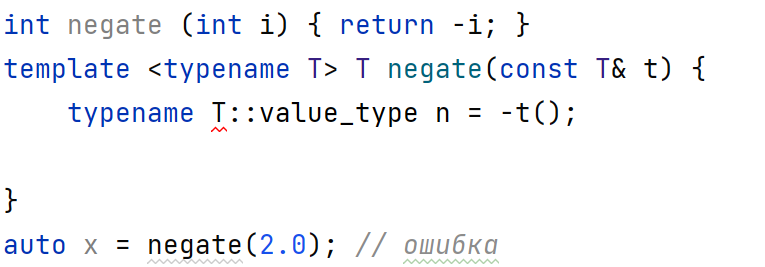 int negate (int i) { return -i; }
template <typename T> T negate(const T& t) {
    typename T::value_type n = -t();
}
auto x = negate(2.0); // ошибка